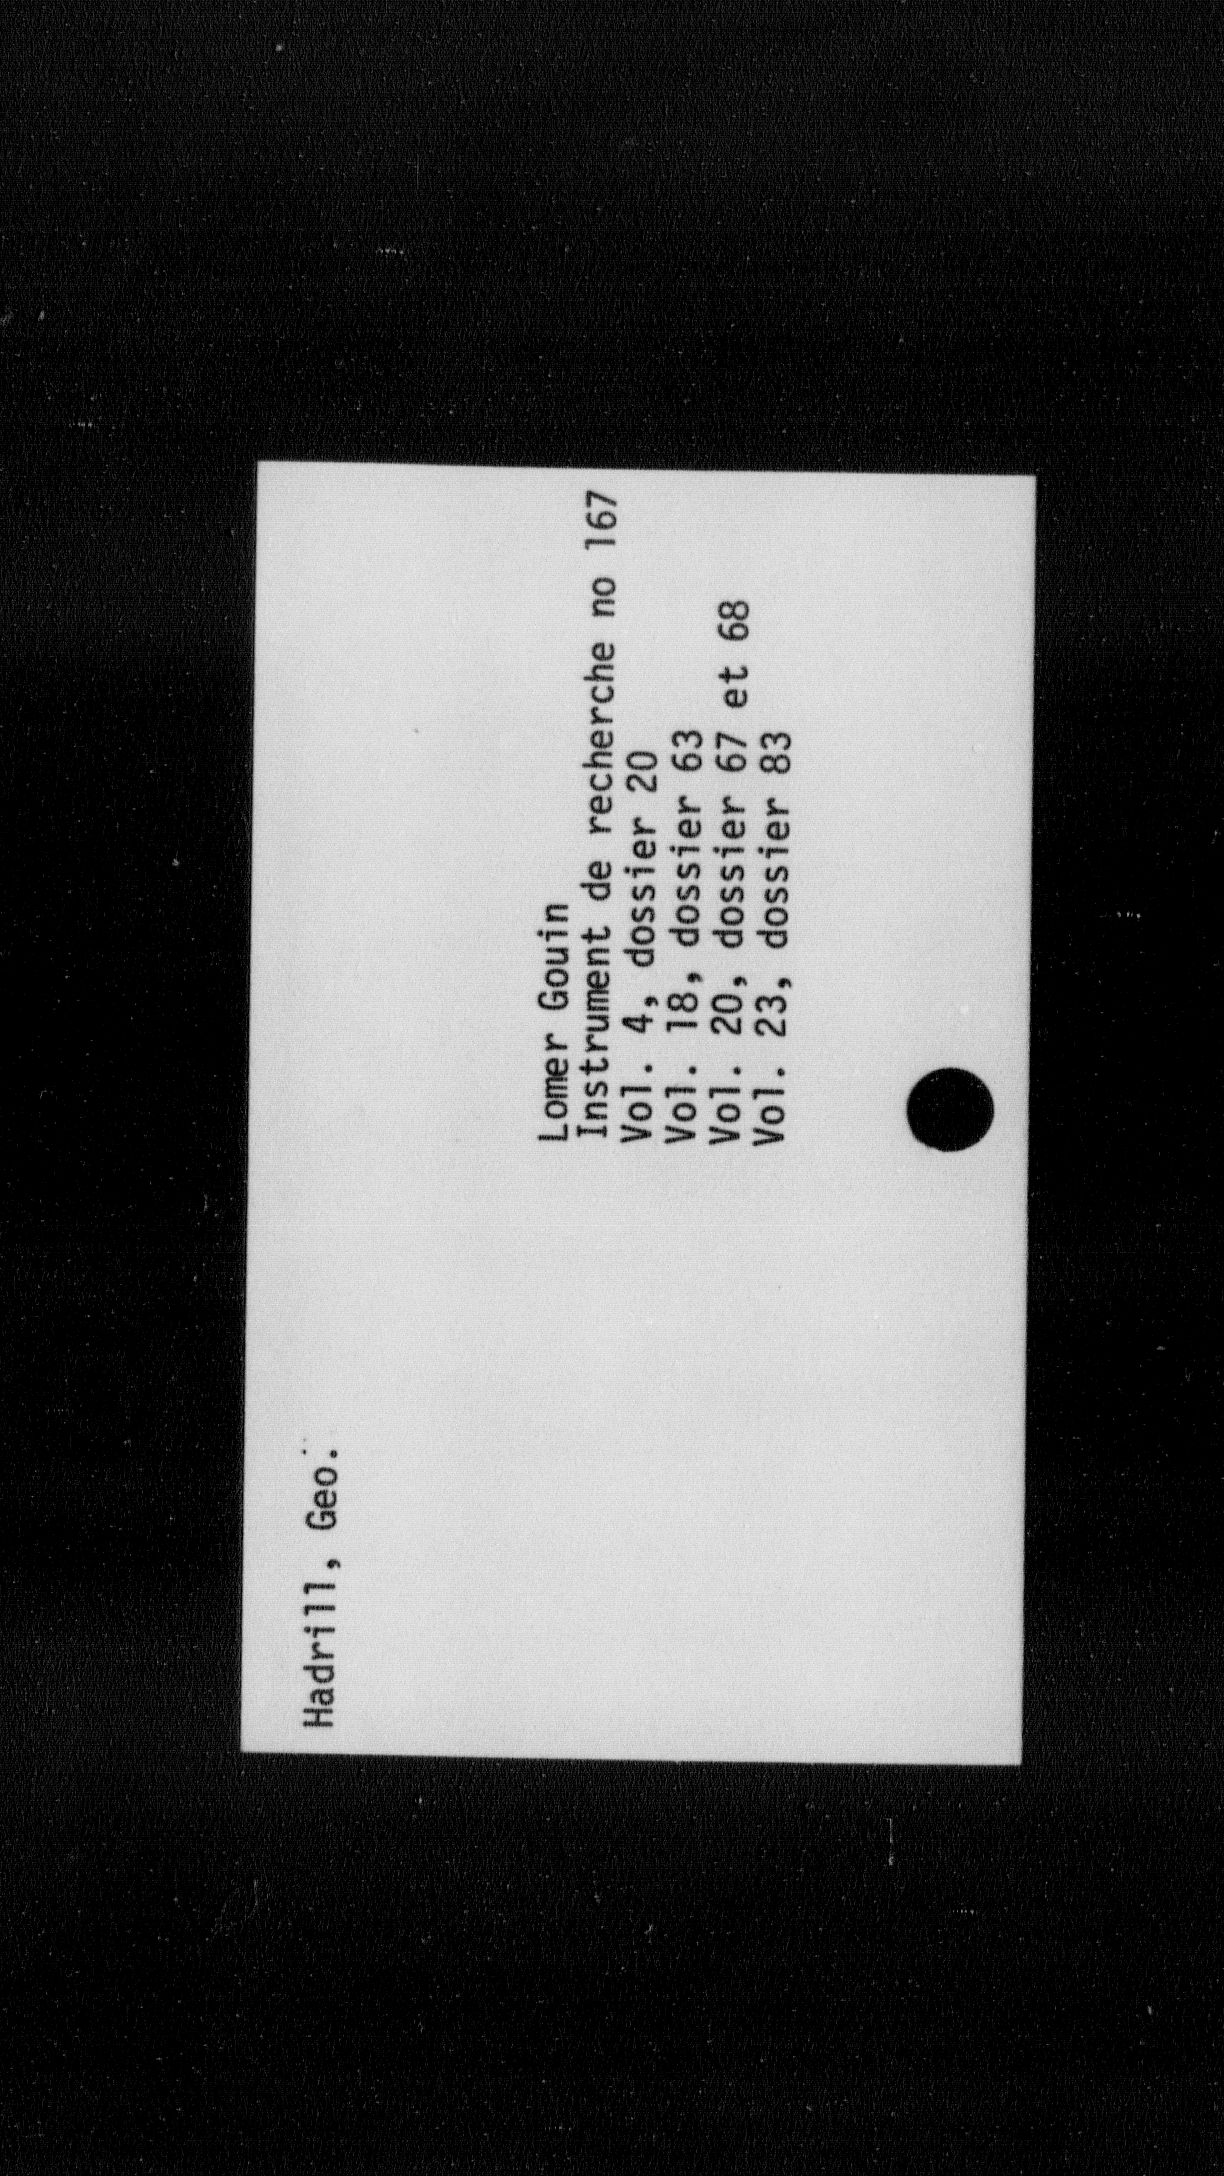 Hadrill, Geo.
Lomer Gouin
Instrument de recherche no 167
Vol. 4, dossier 20
Vol. 18, dossier 63
Vol. 20, dossier 67 et 68
Vol. 23, dossier 83